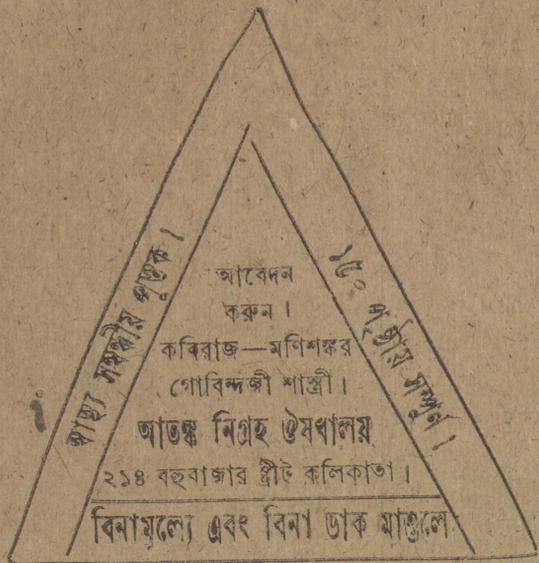 স্বাস্থ্য সম্বন্ধীয় পুস্তক।
১৫০ পৃষ্ঠায় সম্পুর্ন।
আবেদন
করুন।
কবিরাজ—মণিশঙ্কর
গোবিন্দজী শাস্ত্রী।
আতঙ্ক নিগ্রহ ঔষধালয়
২১৪ বহুবাজার ষ্ট্রীট কলিকাতা।
বিনামূল্যে এবং বিনা ডাক মাশুলে